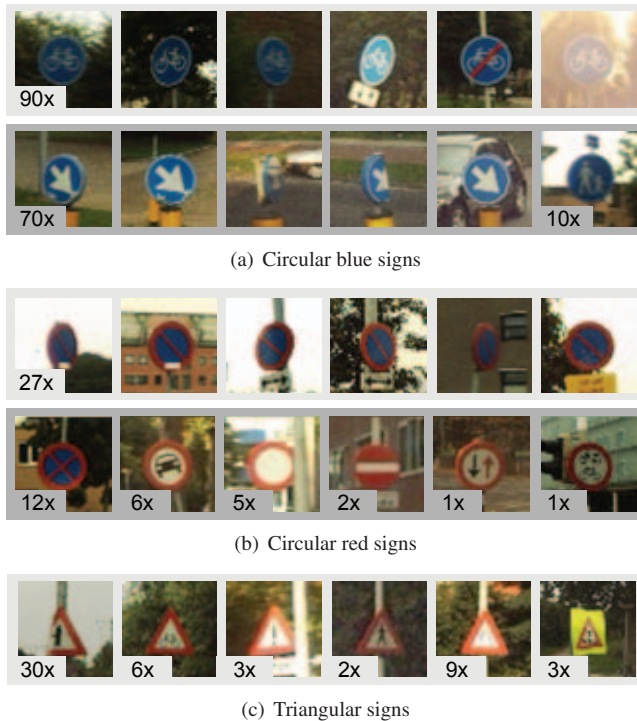 90x
70x 10x
(a) Circular blue signs
27x
12x 6x 5x 2x 1x 1x
(b) Circular red signs
30x 6x 3x 2x 9x 3x
(c) Triangular signs